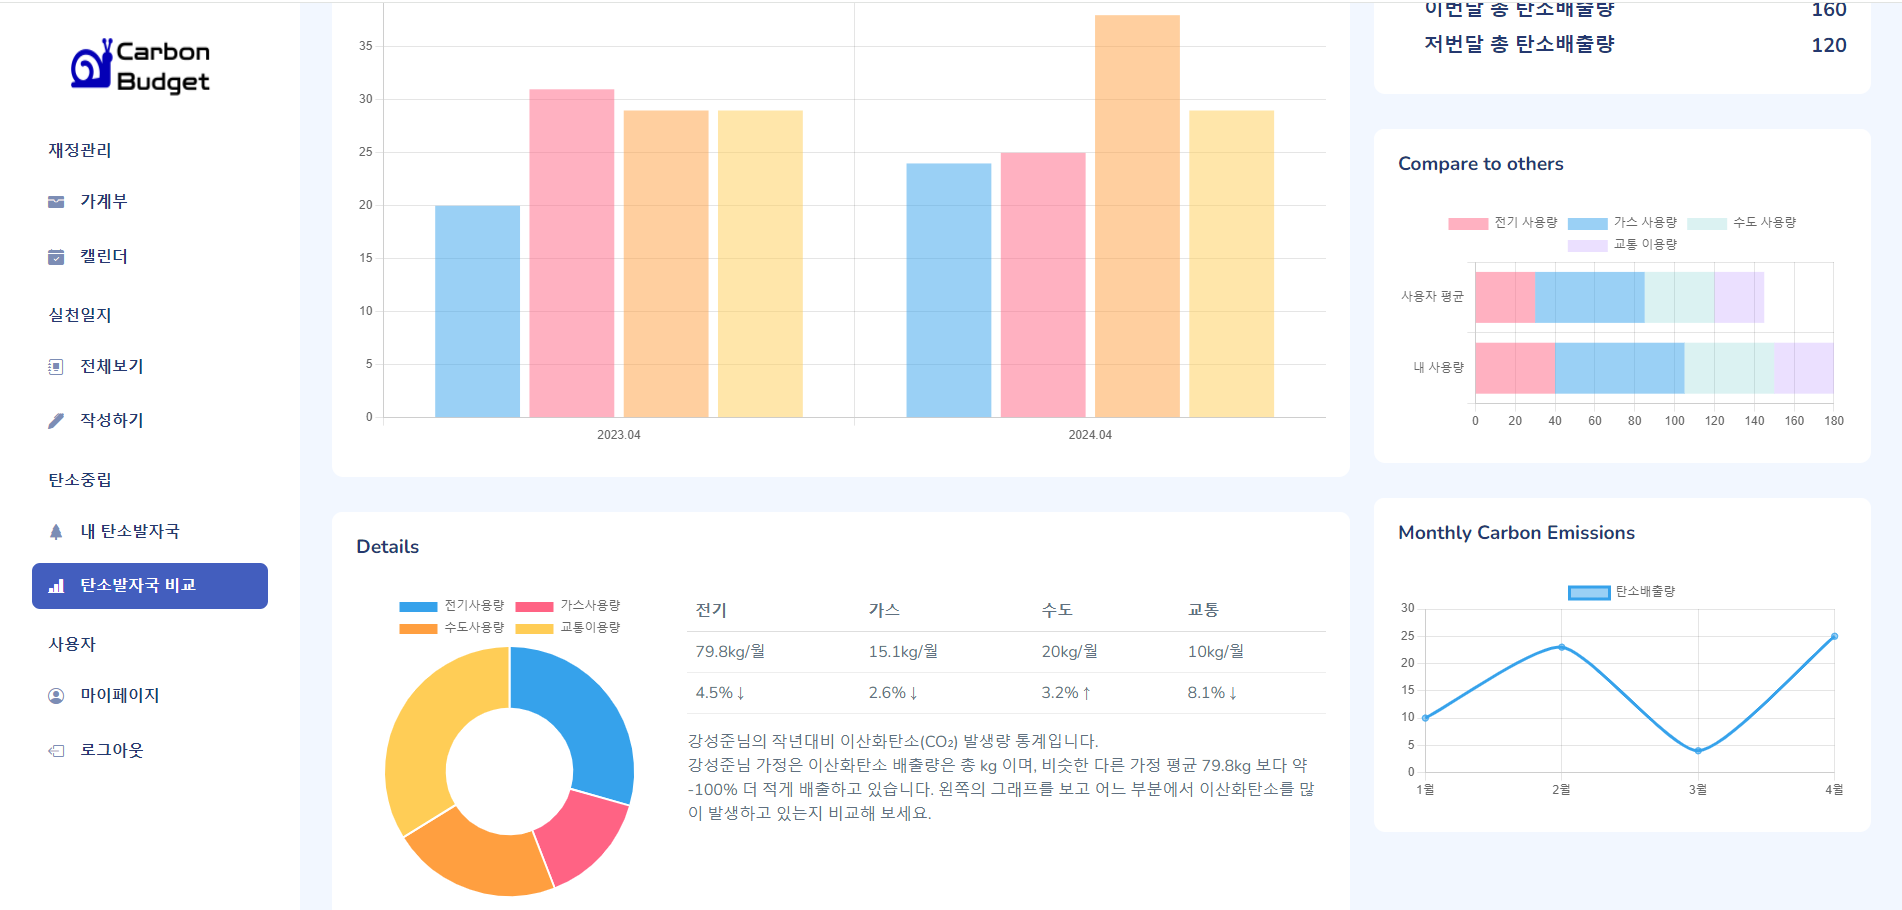 Carbon
Budget
재정관리
가계부
캘린더
실천일지
전체보기
작성하기
탄소중립
내 탄소발자국
탄소발자국 비교
사용자
마이페이지
로그아웃
35
30
25
20
15
10
5
0
2023.04
2024.04
이번달 총 탄소배출량 160
저번달 총 탄소배출량 120
Compare to others
전기 사용량 가스 사용량 수도 사용량
교통 이용량
사용자 평균
내 사용량
0 20 40 60 80 100 120 140 160 180
Details
전기사용량 가스사용량
수도사용량 교통이용량
전기 가스 수도 교통
79.8kg/월 15.1kg/월 20kg/월 10kg/월
4.5%↓ 2.6%↓ 3.2%↑ 8.1%↓
강성준님의 작년대비 이산화탄소(CO₂) 발생량 통계입니다.
강성준님 가정은 이산화탄소 배출량은 총 kg 이며, 비슷한 다른 가정 평균 79.8kg 보다 약
-100% 더 적게 배출하고 있습니다. 왼쪽의 그래프를 보고 어느 부분에서 이산화탄소를 많
이 발생하고 있는지 비교해 보세요.
Monthly Carbon Emissions
탄소배출량
30
25
20
15
10
5
0
1월 2월 3월 4월